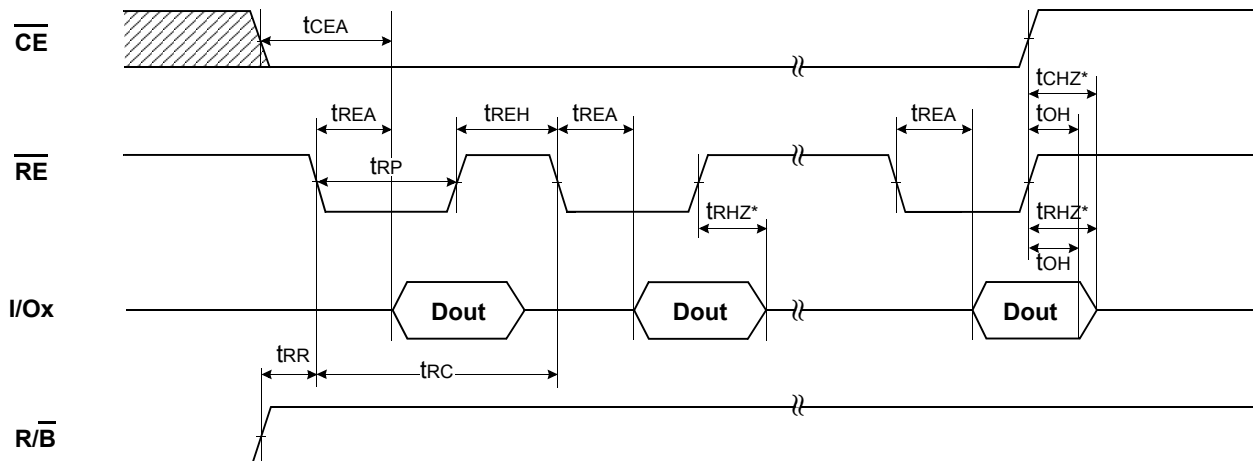 CE
tCEA
tCHZ*
tREA
tREH
tREA
tREA
tOH
RE
tRP
tRHZ*
tRHZ*
tOH
I/Ox
Dout
Dout
Dout
tRR
tRC
R/B